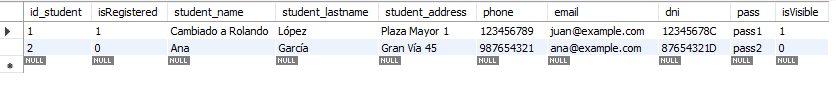 id_student isRegistered student_name student_lastname student_address phone email dni pass isVisible
1 1 Cambiado a Rolando López Plaza Mayor 1 123456789 juan@example.com 12345678C pass1 1
2 0 Ana García Gran Vía 45 987654321 ana@example.com 87654321D pass2 0
NULL NULL NULL NULL NULL NULL NULL NULL NULL NULL